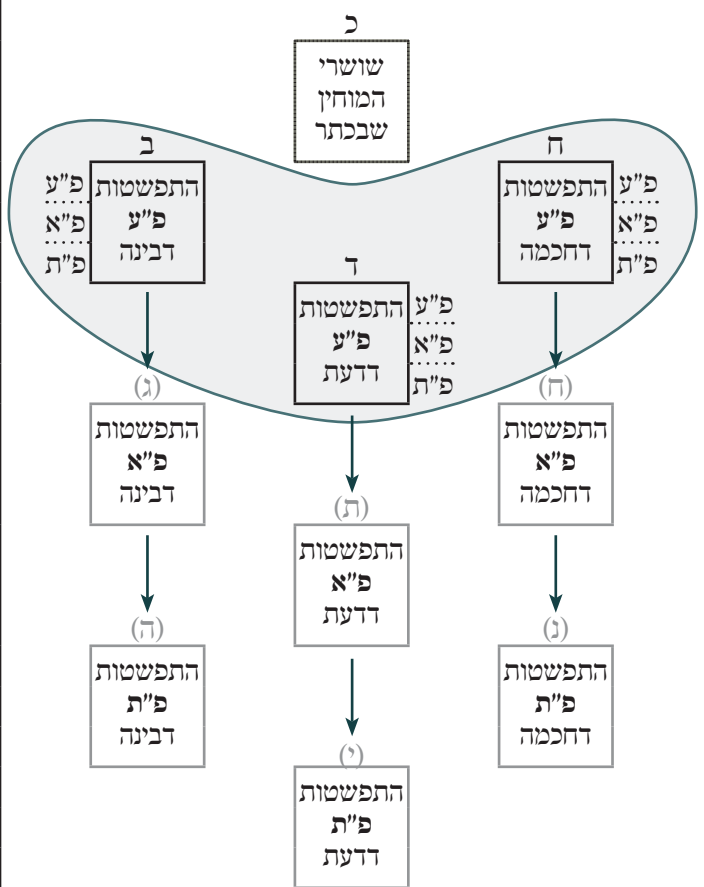 כ
שושרי
המוחין
שבכתר
ח
התפשטות
פ״ע
דחכמה
פ״ע
פ״א
פ״ת
ב
התפשטות
פ״ע
דבינה
פ״ע
פ״א
פ״ת
ד
התפשטות
פ״ע
דדעת
פ״ע
פ״א
פ״ת
(ח)
התפשטות
פ״א
דחכמה
(ג)
התפשטות
פ״א
דבינה
(ת)
התפשטות
פ״א
דדעת
(נ)
התפשטות
פ״ת
דחכמה
(ה)
התפשטות
פ״ת
דבינה
(י)
התפשטות
פ״ת
דדעת